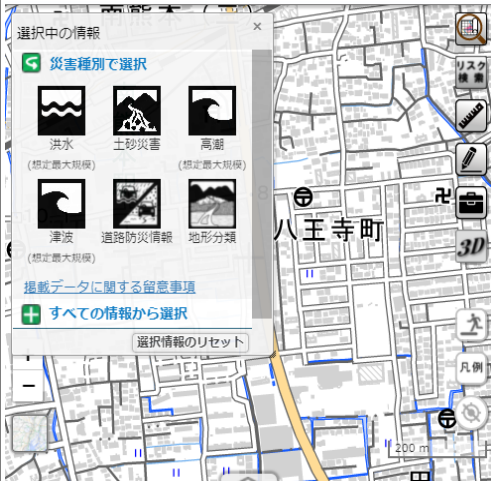 南熊本(三)
選択中の情報
×
災害種別で選択
洪水
土砂災害
高潮
(想定最大規模)
(想定最大規模)
津波
道路防災情報
地形分類
(想定最大規模)
掲載データに関する留意事項
すべての情報から選択
選択情報のリセット
八王寺町
卍
リスク
検索
3D
凡例
200 m